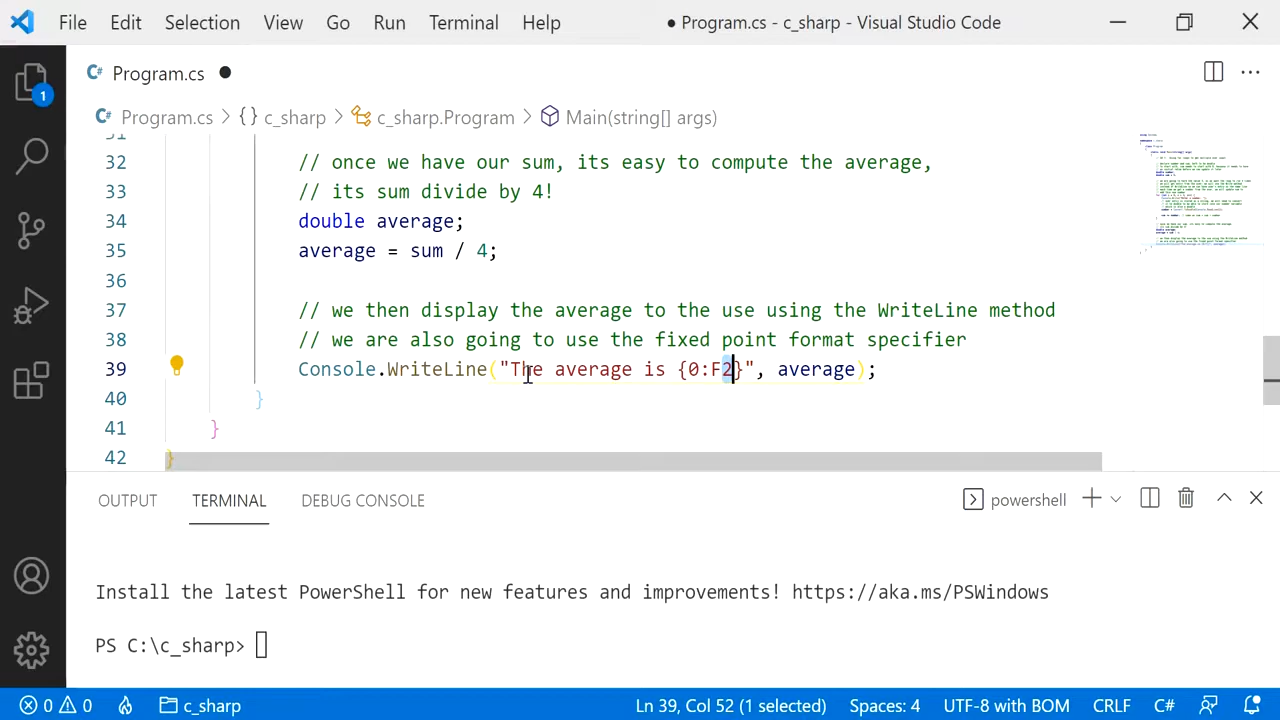 File Edit Selection View Go Run Terminal Help ● Program.cs - c_sharp - Visual Studio Code
C# Program.cs ●
C# Program.cs > {} c_sharp > c_sharp.Program > Main(string[] args)
31
32 // once we have our sum, its easy to compute the average,
33 // its sum divide by 4!
34 double average;
35 average = sum / 4;
36
37 // we then display the average to the use using the WriteLine method
38 // we are also going to use the fixed point format specifier
39 Console.WriteLine("The average is {0:F2}", average);
40 }
41 }
42 }
1
OUTPUT TERMINAL DEBUG CONSOLE powershell
Install the latest PowerShell for new features and improvements! https://aka.ms/PSWindows
PS C:\c_sharp>
0 0 c_sharp Ln 39, Col 52 (1 selected) Spaces: 4 UTF-8 with BOM CRLF C#